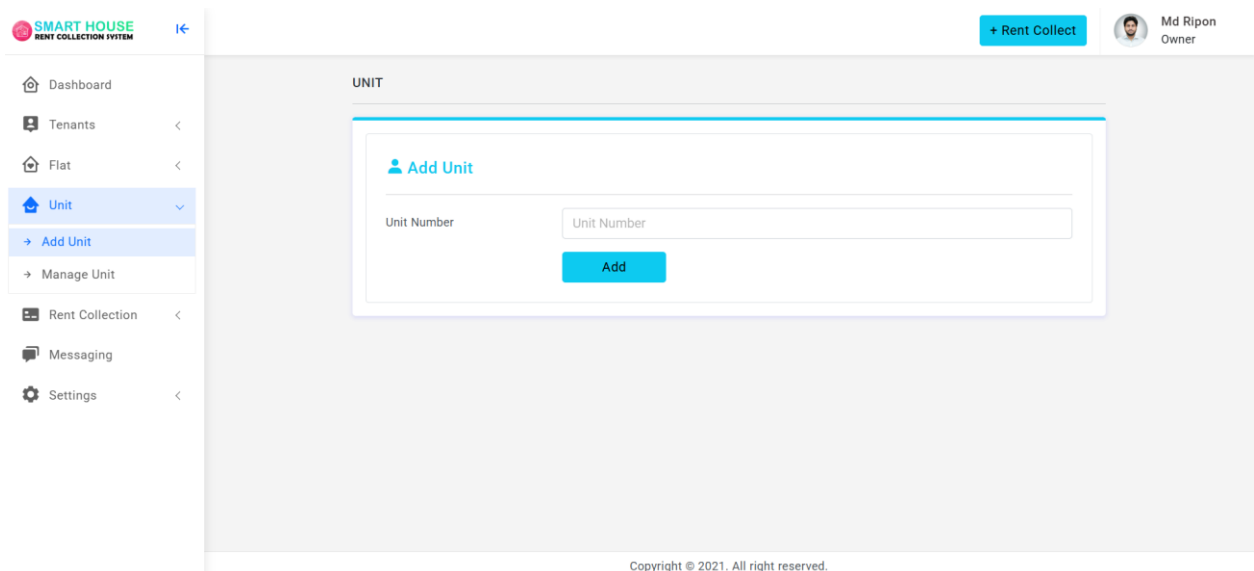 SMART HOUSE
RENT COLLECTION SYSTEM
+ Rent Collect
Md Ripon
Owner
Dashboard
Tenants
Flat
Unit
Add Unit
Manage Unit
Rent Collection
Messaging
Settings
UNIT
Add Unit
Unit Number
Unit Number
Add
Copyright © 2021. All right reserved.